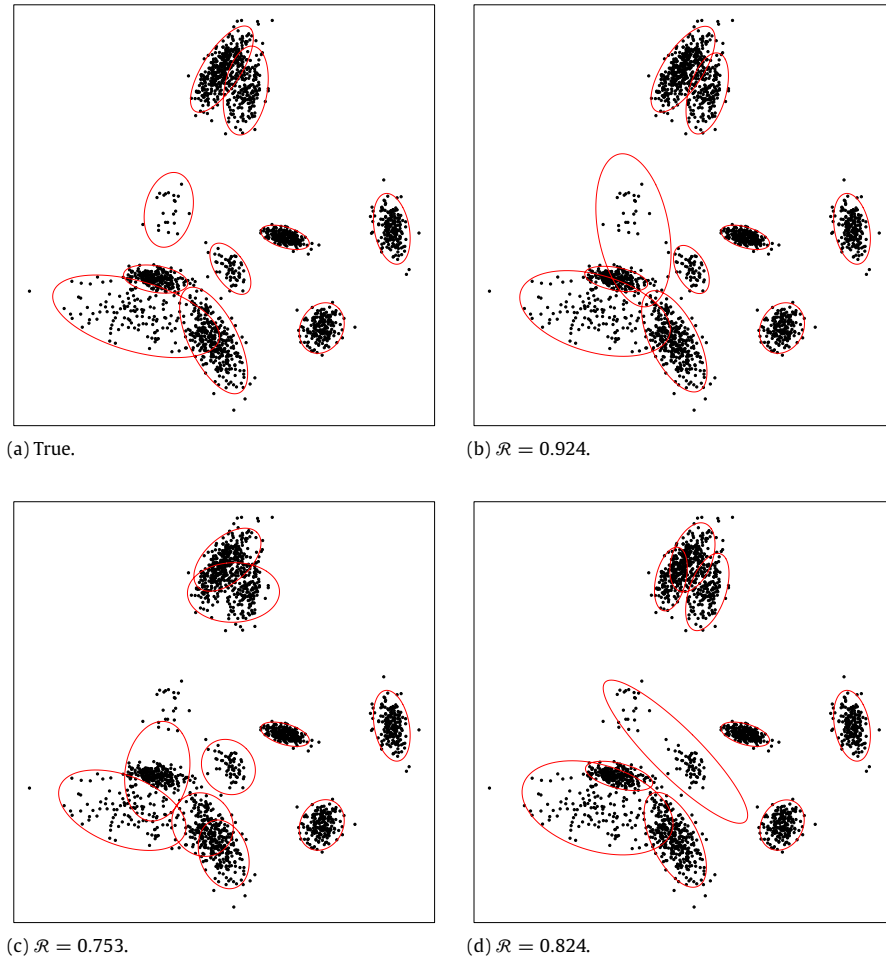 (a) True.
(b) ℛ = 0.924.
(c) ℛ = 0.753.
(d) ℛ = 0.824.